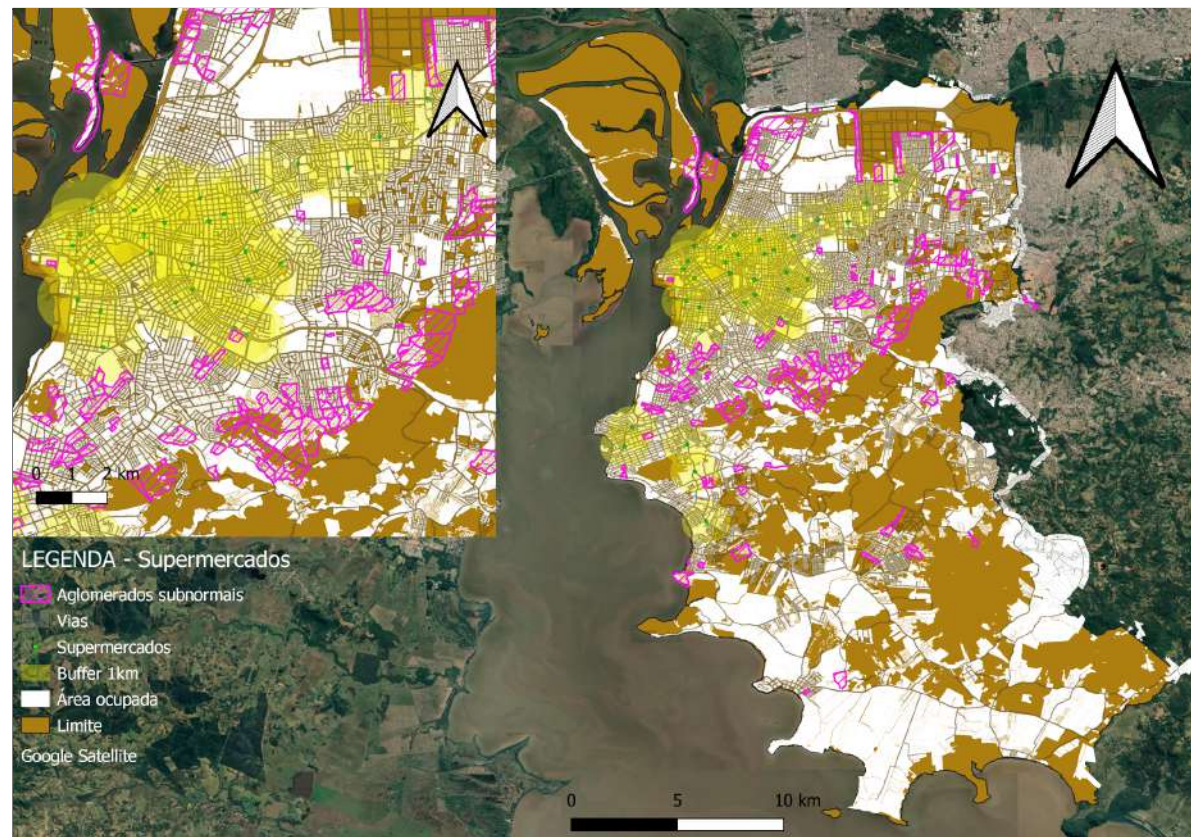 0 1 2 km
LEGENDA - Supermercados
Aglomerados subnormais
Vias
Supermercados
Buffer 1km
Área ocupada
Limite
Google Satellite
0 5 10 km